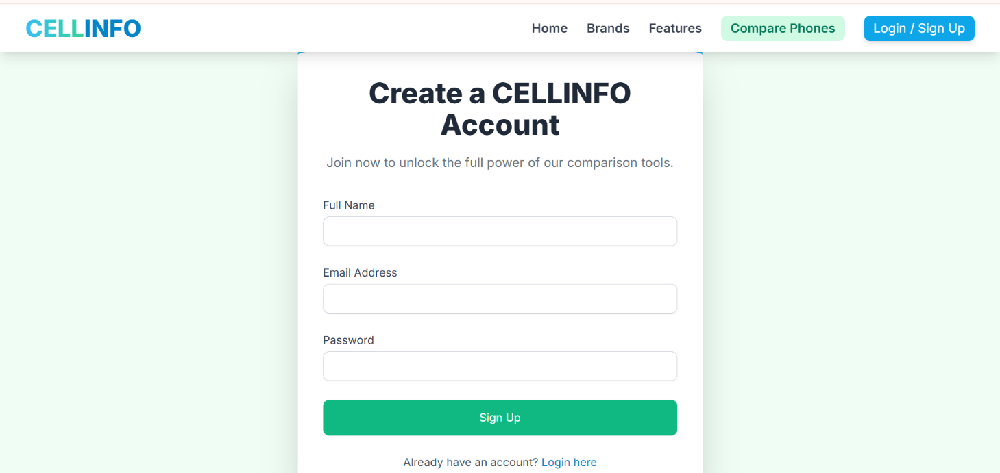 CELLINFO
Home
Brands
Features
Compare Phones
Login / Sign Up
Create a CELLINFO
Account
Join now to unlock the full power of our comparison tools.
Full Name
Email Address
Password
Sign Up
Already have an account? Login here